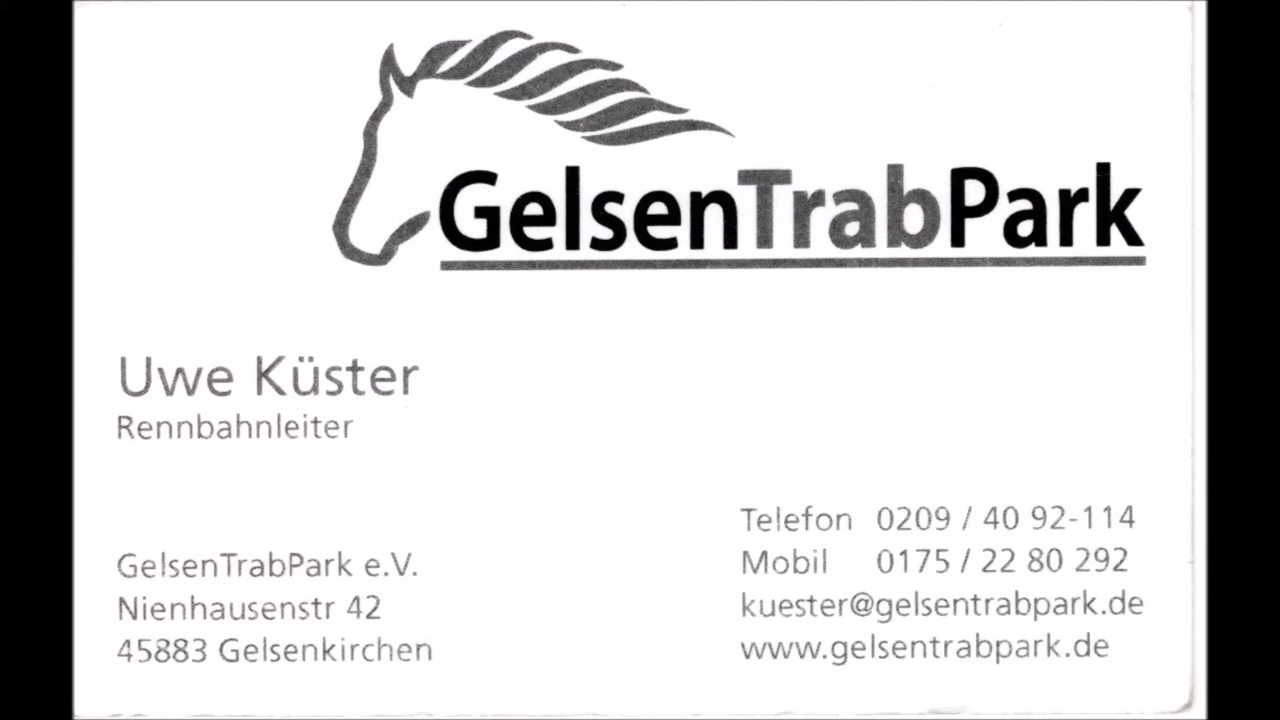 GelsenTrabPark
Uwe Küster
Rennbahnleiter
GelsenTrabPark e.V.
Nienhausenstr 42
45883 Gelsenkirchen
Telefon 0209 / 40 92-114
Mobil 0175 / 22 80 292
kuester@gelsentrabpark.de
www.gelsentrabpark.de